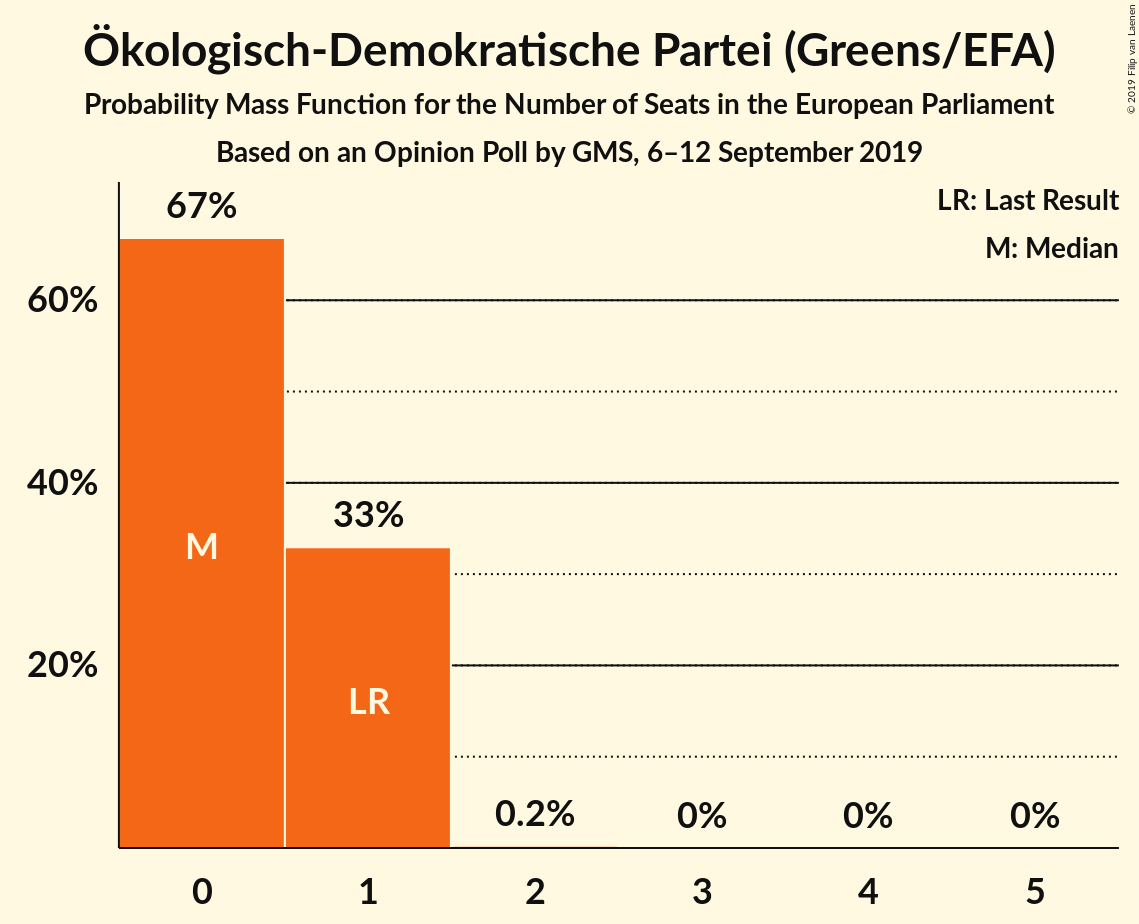 Ökologisch-Demokratische Partei (Greens/EFA)
Probability Mass Function for the Number of Seats in the European Parliament
Based on an Opinion Poll by GMS, 6–12 September 2019
© 2019 Filip van Laenen
LR: Last Result
M: Median
67%
60%
40%
33%
M
20%
LR
0.2%
0%
0%
0%
0
1
2
3
4
5